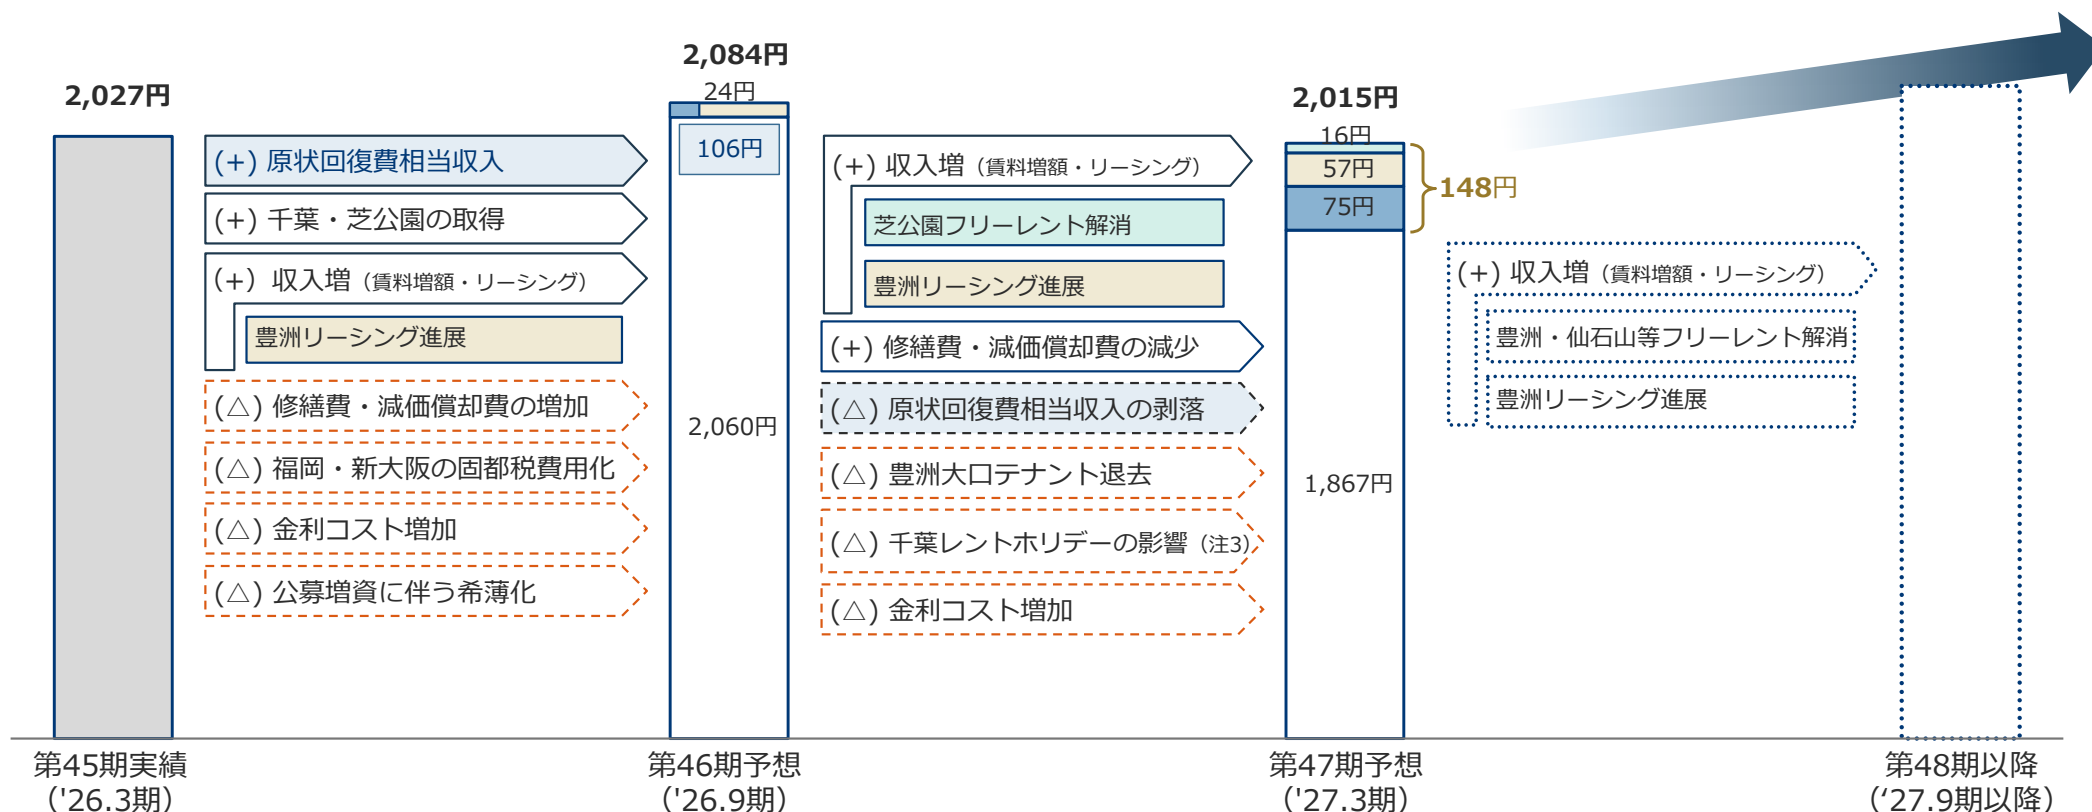 2,027円
(+) 原状回復費相当収入
(+) 千葉・芝公園の取得
(+) 収入増（賃料増額・リーシング）
豊洲リーシング進展
(△) 修繕費・減価償却費の増加
(△) 福岡・新大阪の固都税費用化
(△) 金利コスト増加
(△) 公募増資に伴う希薄化
2,084円
24円
106円
2,060円
(+) 収入増（賃料増額・リーシング）
芝公園フリーレント解消
豊洲リーシング進展
(+) 修繕費・減価償却費の減少
(△) 原状回復費相当収入の剥落
(△) 豊洲大口テナント退去
(△) 千葉レントホリデーの影響（注3）
(△) 金利コスト増加
2,015円
16円
57円
75円
148円
1,867円
(+) 収入増（賃料増額・リーシング）
豊洲・仙石山等フリーレント解消
豊洲リーシング進展
第45期実績
（'26.3期）
第46期予想
（'26.9期）
第47期予想
（'27.3期）
第48期以降
（‘27.9期以降）